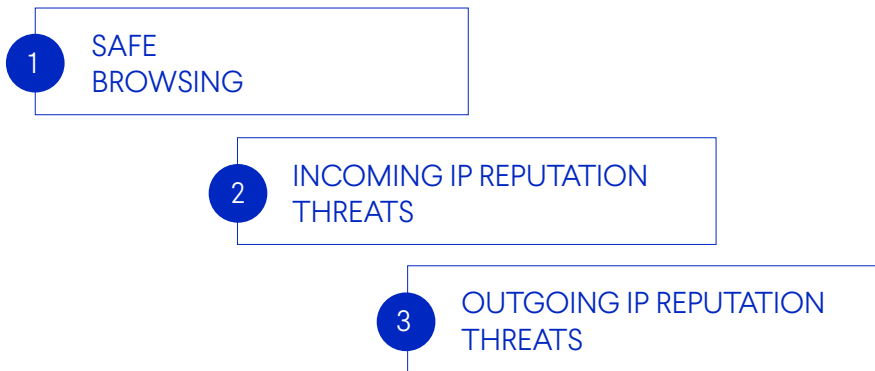 1
SAFE
BROWSING
2
INCOMING IP REPUTATION
THREATS
3
OUTGOING IP REPUTATION
THREATS